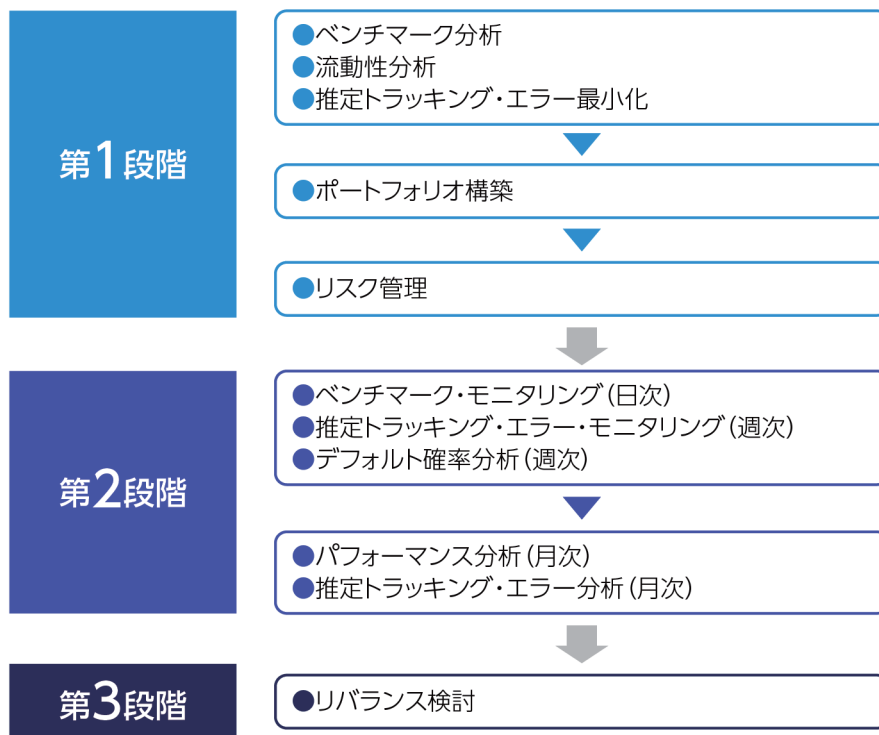 第1段階
●ベンチマーク分析
●流動性分析
●推定トラッキング・エラー最小化
●ポートフォリオ構築
●リスク管理
第2段階
●ベンチマーク・モニタリング(日次)
●推定トラッキング・エラー・モニタリング(週次)
●デフォルト確率分析(週次)
●パフォーマンス分析(月次)
●推定トラッキング・エラー分析(月次)
第3段階
●リバランス検討